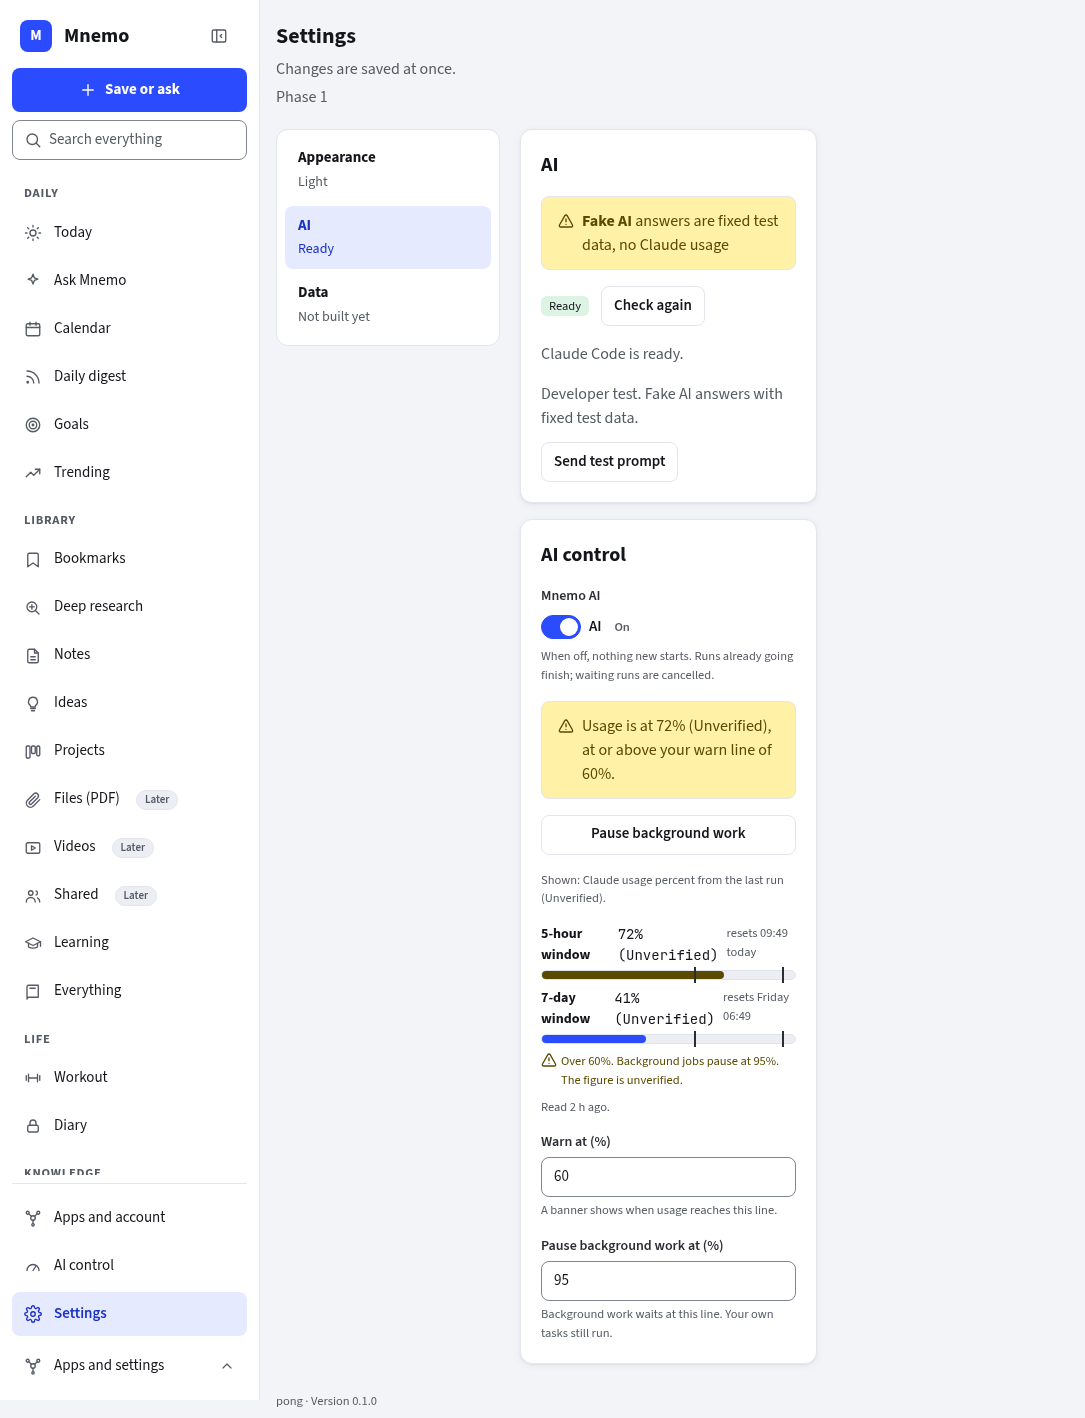 M Mnemo
Save or ask
Search everything
DAILY
Today
Ask Mnemo
Calendar
Daily digest
Goals
Trending
LIBRARY
Bookmarks
Deep research
Notes
Ideas
Projects
Files (PDF) Later
Videos Later
Shared Later
Learning
Everything
LIFE
Workout
Diary
KNOWLEDGE
Apps and account
AI control
Settings
Apps and settings
Settings
Changes are saved at once.
Phase 1
Appearance
Light
AI
Ready
Data
Not built yet
AI
Fake AI answers are fixed test
data, no Claude usage
Ready Check again
Claude Code is ready.
Developer test. Fake AI answers with
fixed test data.
Send test prompt
AI control
Mnemo AI
AI On
When off, nothing new starts. Runs already going
finish; waiting runs are cancelled.
Usage is at 72% (Unverified),
at or above your warn line of
60%.
Pause background work
Shown: Claude usage percent from the last run
(Unverified).
5-hour 72% resets 09:49
window (Unverified) today
7-day 41% resets Friday
window (Unverified) 06:49
Over 60%. Background jobs pause at 95%.
The figure is unverified.
Read 2 h ago.
Warn at (%)
60
A banner shows when usage reaches this line.
Pause background work at (%)
95
Background work waits at this line. Your own
tasks still run.
pong · Version 0.1.0